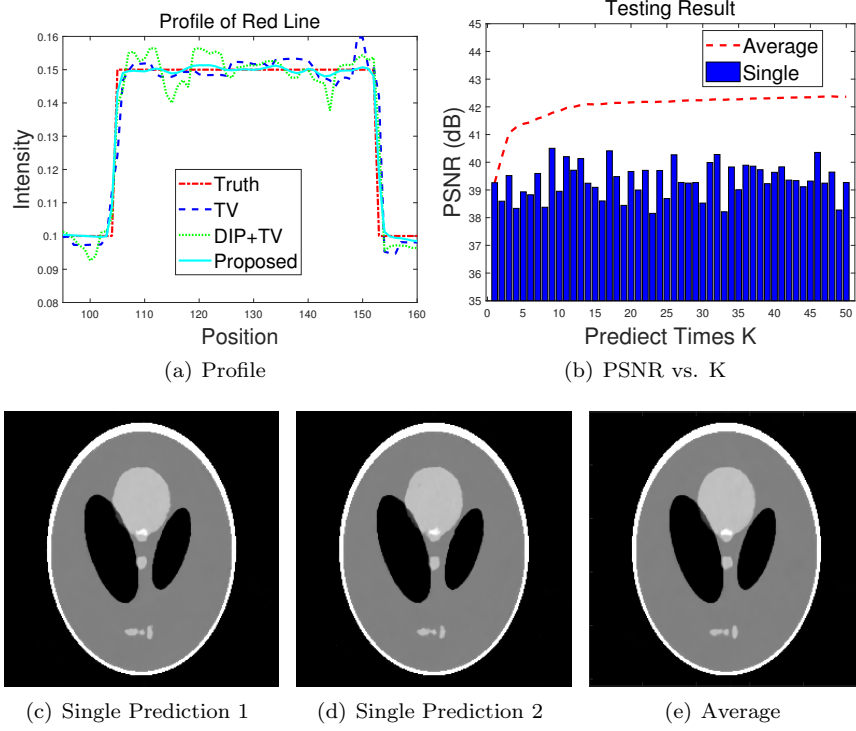 Profile of Red Line
0.16
0.15
0.14
0.13
0.12
0.11
0.1
0.09
0.08
Intensity
Truth
TV
DIP+TV
Proposed
100 110 120 130 140 150 160
Position
(a) Profile
Testing Result
45
44
43
42
41
40
39
38
37
36
35
PSNR (dB)
Average
Single
0 5 10 15 20 25 30 35 40 45 50
Prediect Times K
(b) PSNR vs. K
(c) Single Prediction 1
(d) Single Prediction 2
(e) Average